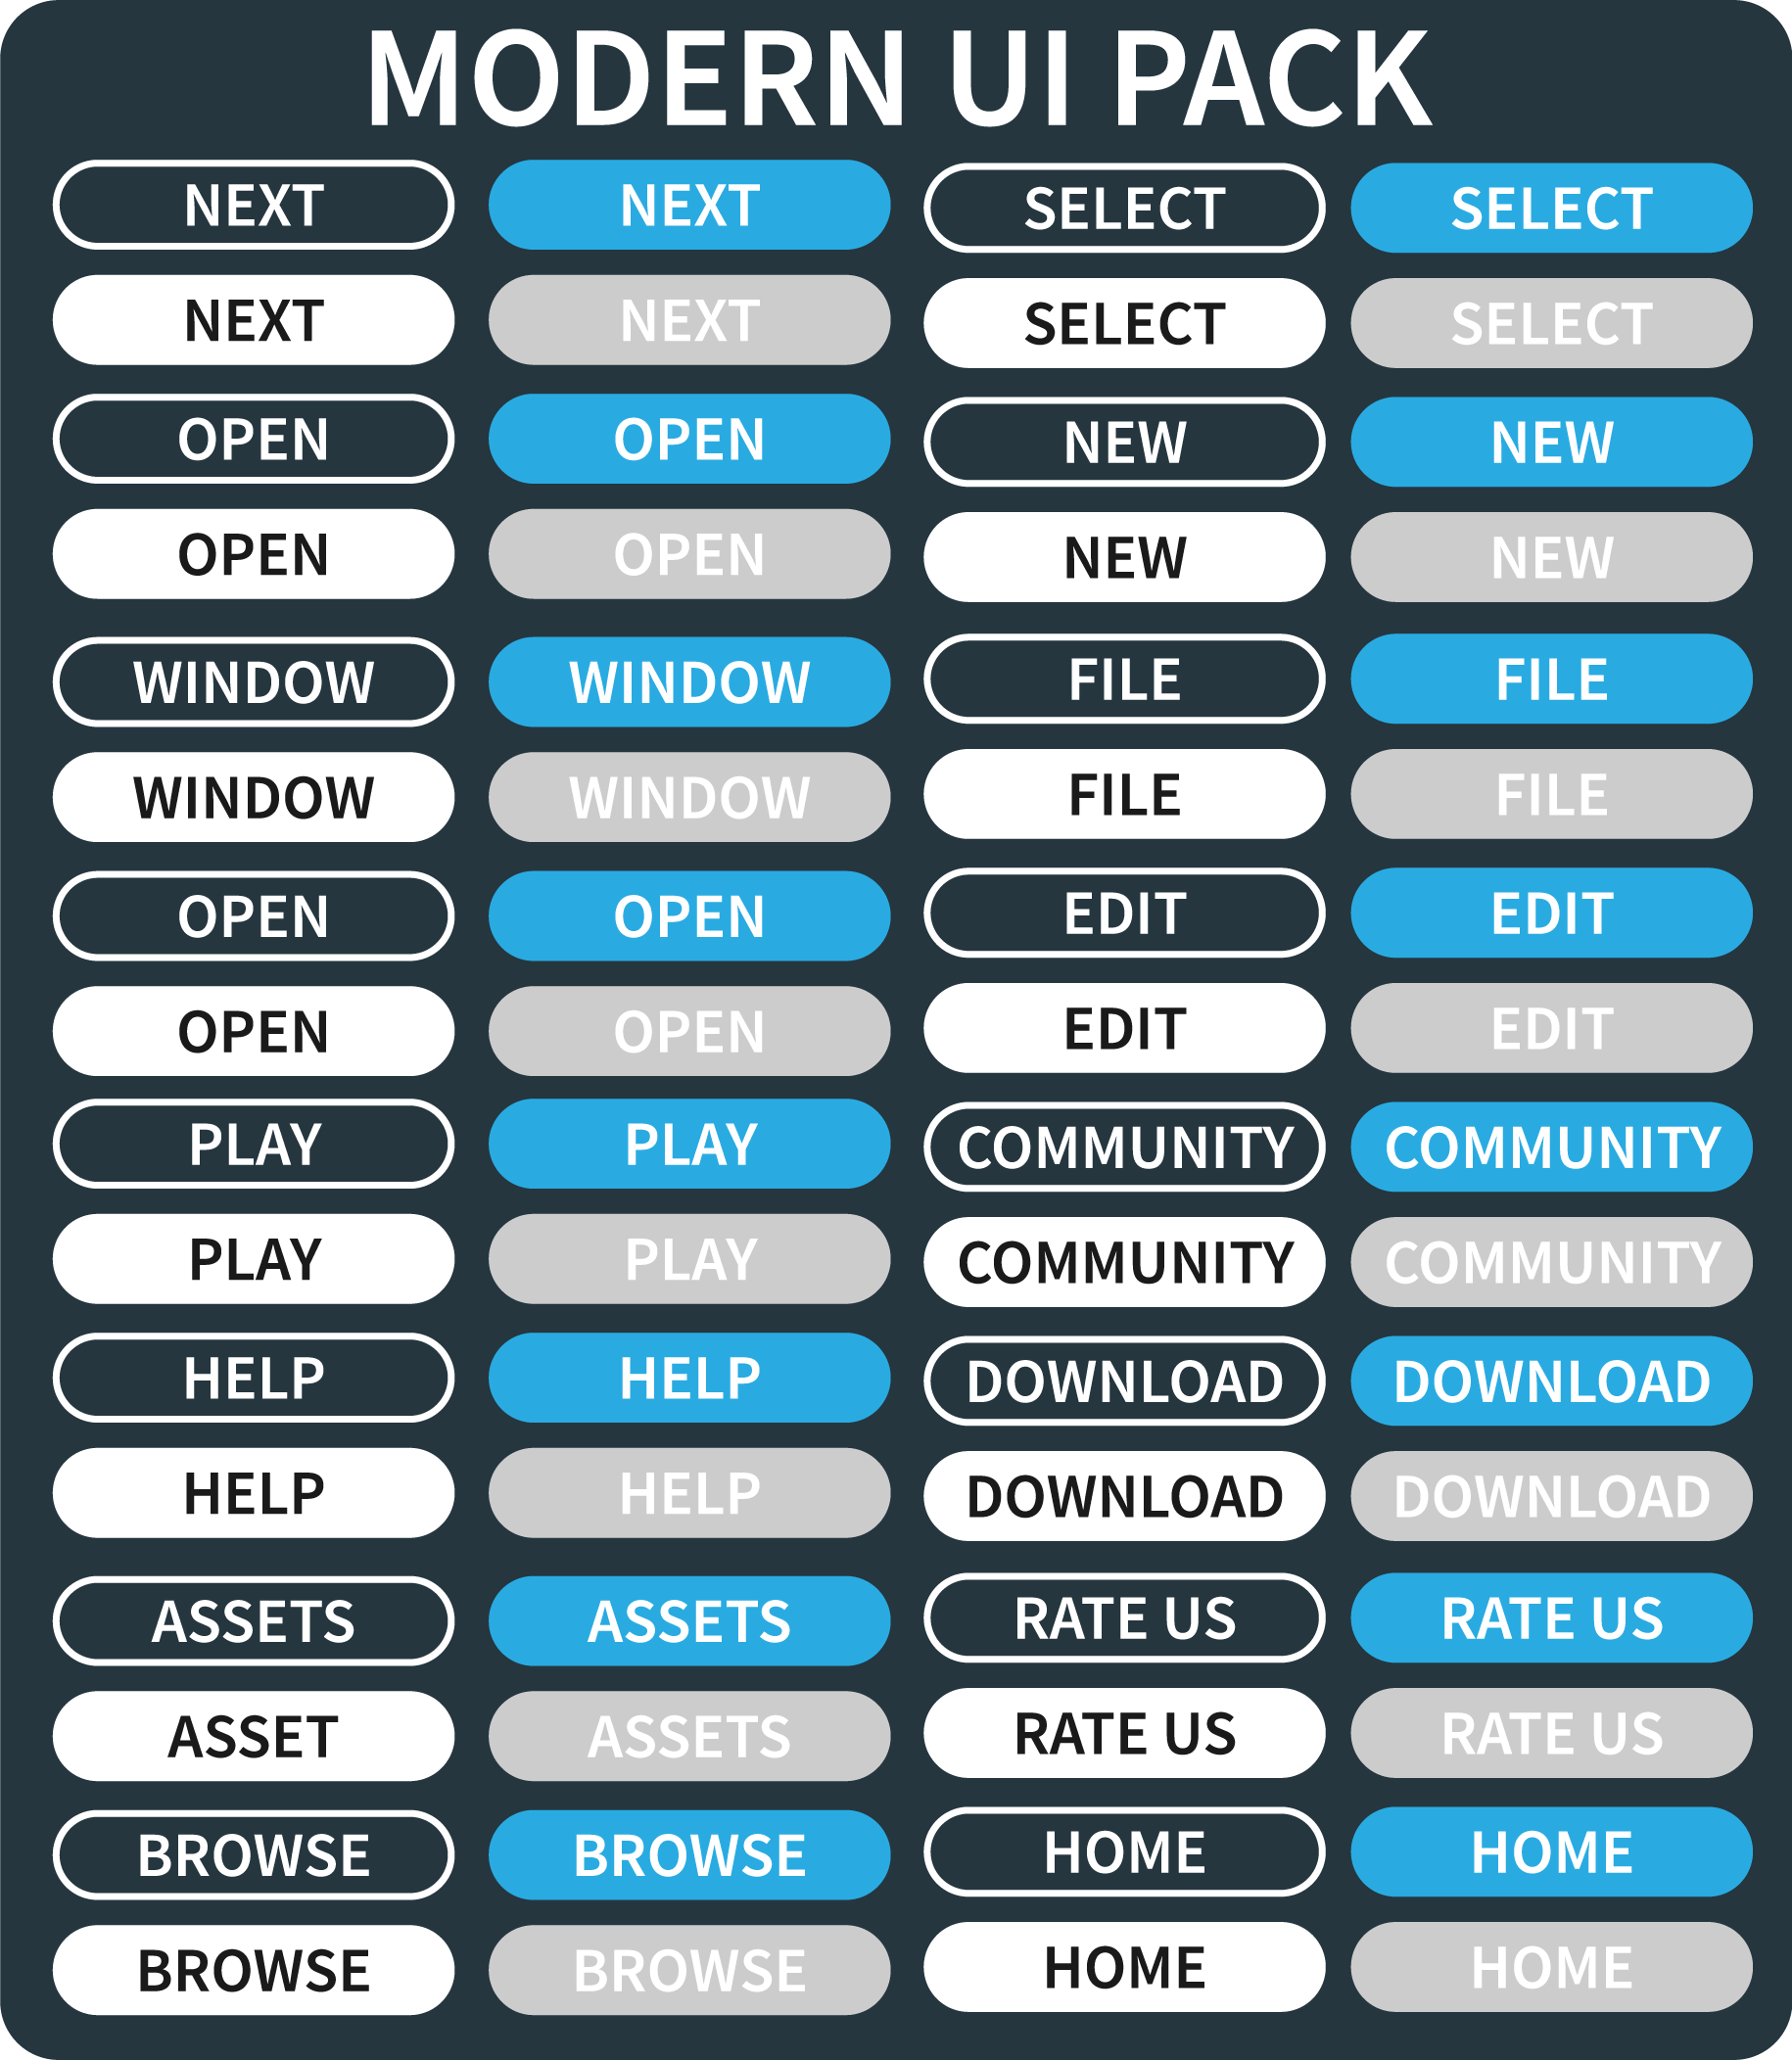 MODERN UI PACK
NEXT NEXT SELECT SELECT
NEXT NEXT SELECT SELECT
OPEN OPEN NEW NEW
OPEN OPEN NEW NEW
WINDOW WINDOW FILE FILE
WINDOW WINDOW FILE FILE
OPEN OPEN EDIT EDIT
OPEN OPEN EDIT EDIT
PLAY PLAY COMMUNITY COMMUNITY
PLAY PLAY COMMUNITY COMMUNITY
HELP HELP DOWNLOAD DOWNLOAD
HELP HELP DOWNLOAD DOWNLOAD
ASSETS ASSETS RATE US RATE US
ASSET ASSETS RATE US RATE US
BROWSE BROWSE HOME HOME
BROWSE BROWSE HOME HOME